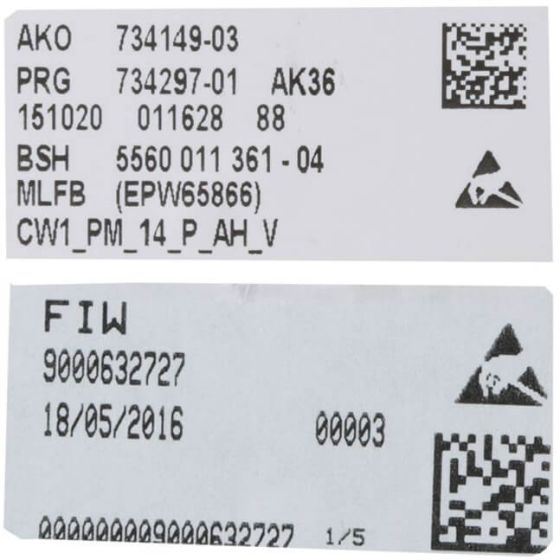 AKO 734149-03
PRG 734297-01 AK36
151020 011628 88
BSH 5560 011 361 - 04
MLFB (EPW65866)
CW1_PM_14_P_AH_V
FIW
9000632727
18/05/2016 00003
000000009000632727 1/5